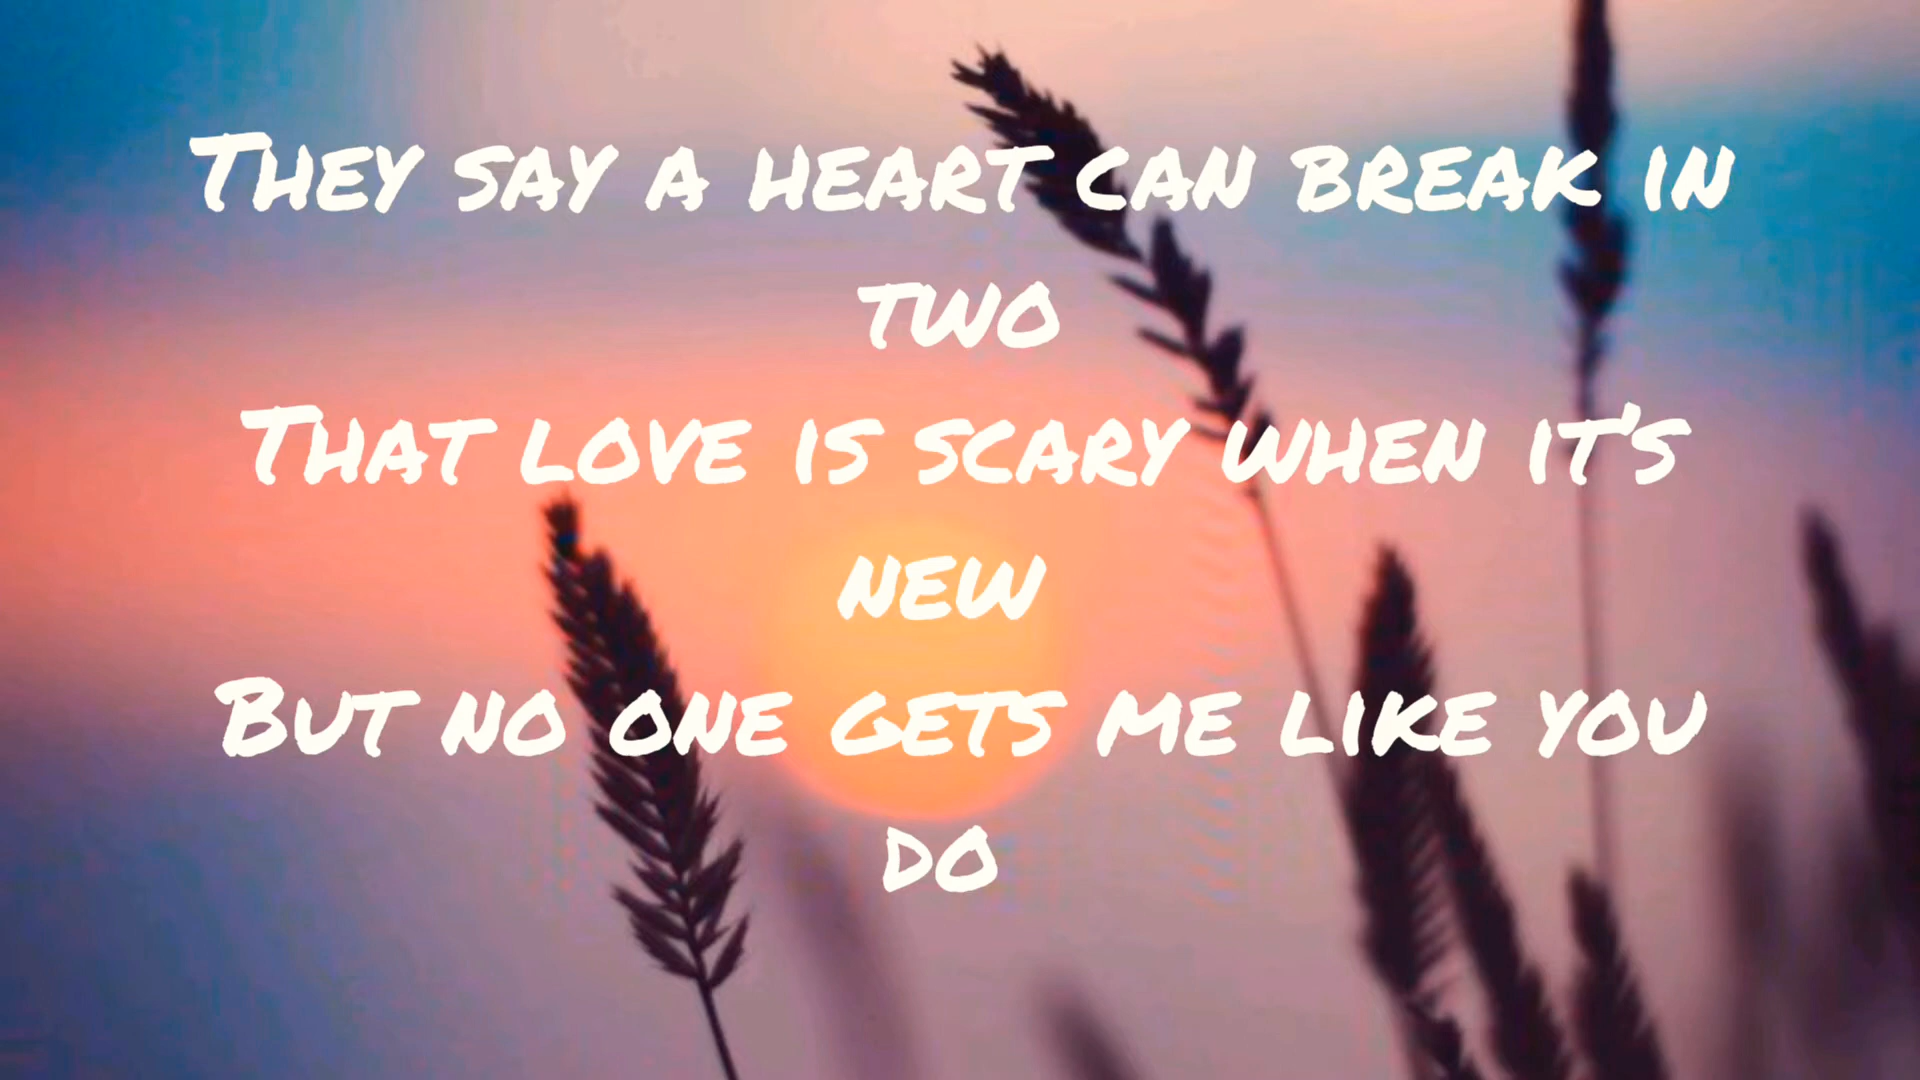 They say a heart can break in
two
That love is scary when it's
new
But no one gets me like you
do